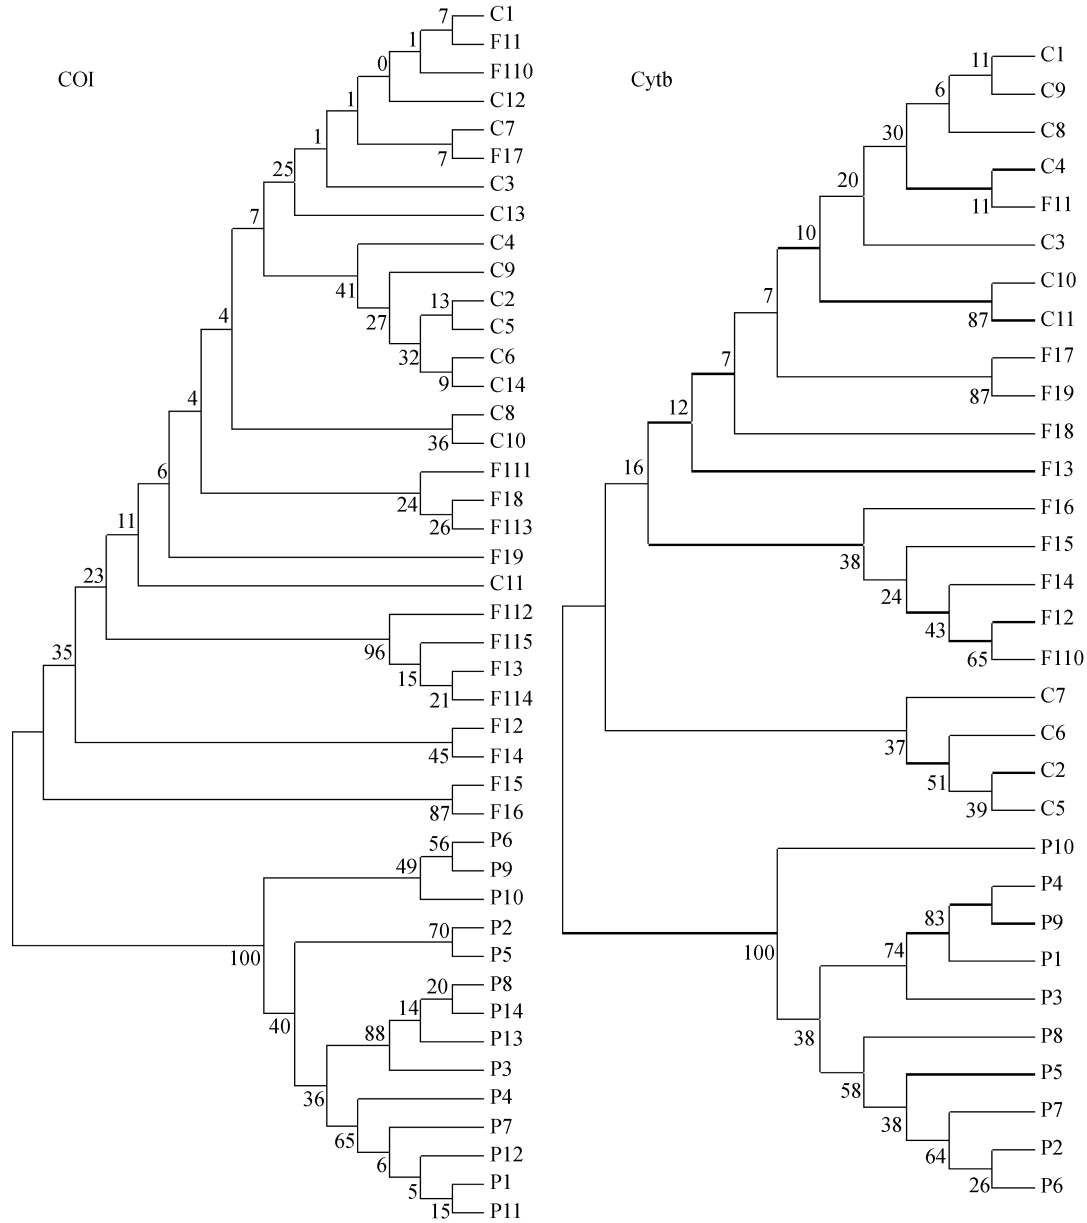 COI
7
C1
F11
1
F110
0
C12
1
C7
F17
7
1
C3
25
C13
7
C4
41
C9
27
13
C2
C5
32
C6
C14
9
4
C8
C10
36
4
F111
24
F18
F113
26
6
F19
11
C11
23
F112
96
F115
15
F13
F114
21
35
F12
F14
45
F15
F16
87
56
P6
P9
49
P10
100
70
P2
P5
40
20
P8
P14
14
P13
88
P3
36
P4
65
P7
6
P12
5
P1
P11
15
Cytb
11
C1
C9
6
C8
30
C4
F11
11
20
C3
10
C10
C11
87
7
F17
F19
87
7
F18
12
F13
16
F16
38
F15
24
F14
43
F12
F110
65
C7
37
C6
51
C2
C5
39
P10
100
P4
P9
83
P1
74
P3
38
P8
58
P5
38
P7
64
P2
P6
26